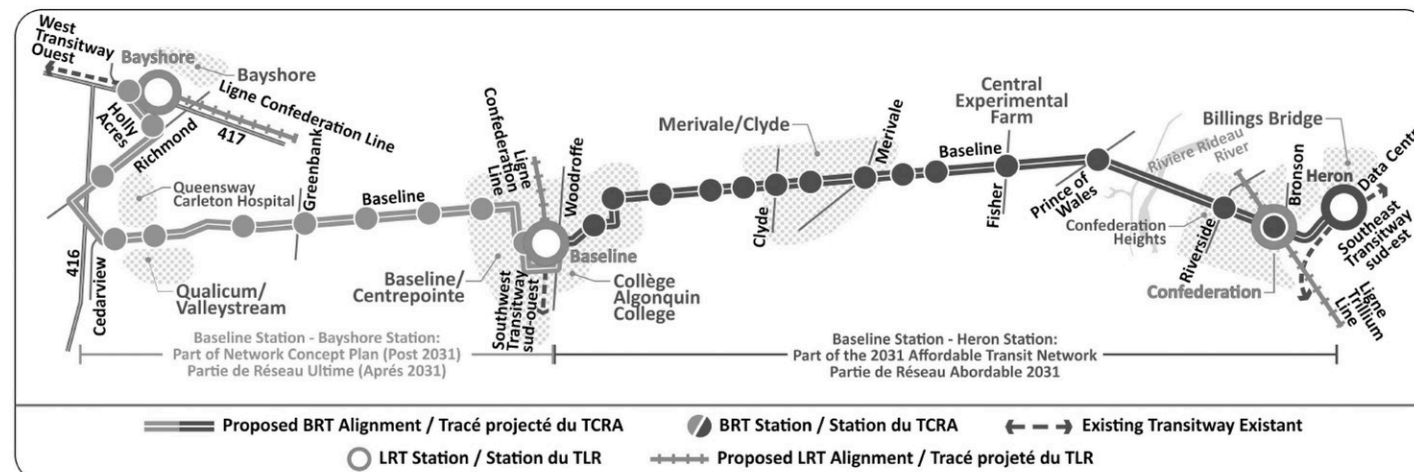 West
Transitway
Ouest
Bayshore
Bayshore
Ligne Confederation Line
417
Holly
Acres
Richmond
416
Cedarview
Queensway
Carleton Hospital
Qualicum/
Valleystream
Greenbank
Baseline
Baseline/
Centrepointe
Ligne
Confederation
Line
Woodroffe
Baseline
Southwest
Transitway
sud-ouest
Collège
Algonquin
College
Merivale/Clyde
Clyde
Merivale
Baseline
Central
Experimental
Farm
Fisher
Prince of
Wales
Rivière Rideau
River
Confederation
Heights
Riverside
Billings Bridge
Bronson
Heron
Confederation
Data Centre
Southeast
Transitway
sud-est
Ligne
Trillium
Line
Baseline Station - Bayshore Station:
Part of Network Concept Plan (Post 2031)
Partie de Réseau Ultime (Aprés 2031)
Baseline Station - Heron Station:
Part of the 2031 Affordable Transit Network
Partie de Réseau Abordable 2031
Proposed BRT Alignment / Tracé projecté du TCRA
BRT Station / Station du TCRA
Existing Transitway Existant
LRT Station / Station du TLR
Proposed LRT Alignment / Tracé projeté du TLR